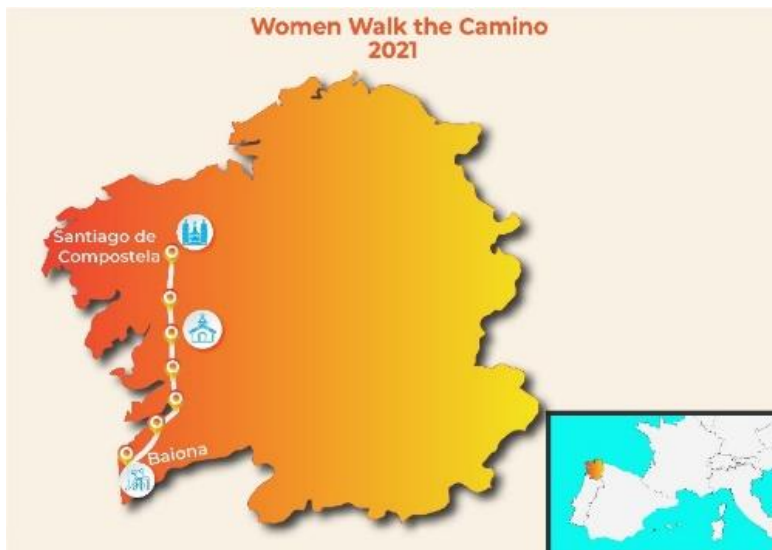 Women Walk the Camino
2021
Santiago de
Compostela
Baiona